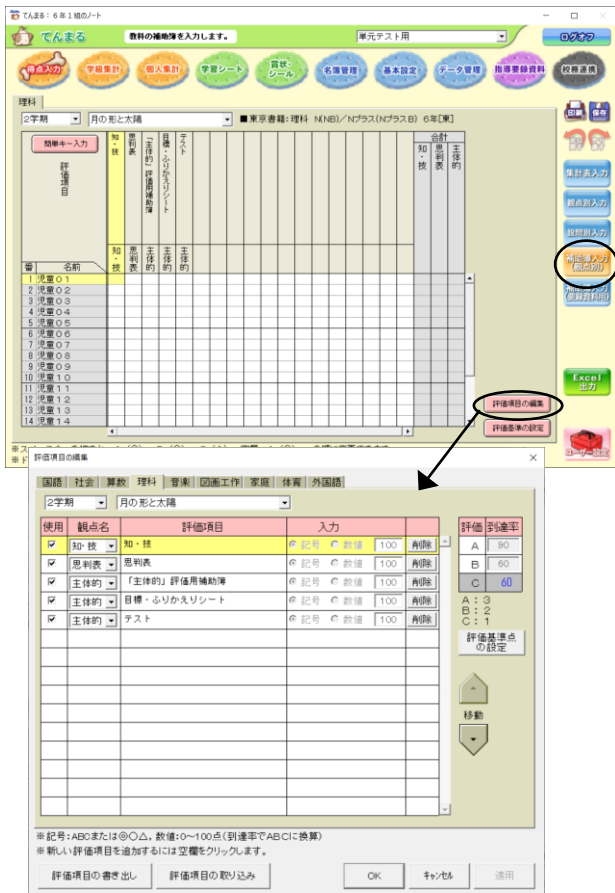 てんまる：6年1組のノート
てんまる 教科の補助簿を入力します。 単元テスト用 ログオフ
得点入力 学級集計 個人集計 学習シート 賞状・シール 名簿管理 基本設定 データ管理 指導要録資料 校務連携
理科
2学期 月の形と太陽 ■東京書籍:理科 N(NB)/Nプラス(NプラスB) 6年[東]
印刷 保存
簡単キー入力
評価項目
知・技 思判表 「主体的」評価用補助簿 目標・ふりかえりシート テスト
合計
知・技 思判表 主体的
知・技 思判表 主体的 主体的 主体的
番 名前
1 児童01
2 児童02
3 児童03
4 児童04
5 児童05
6 児童06
7 児童07
8 児童08
9 児童09
10 児童10
11 児童11
12 児童12
13 児童13
14 児童14
集計表入力
観点別入力
設問別入力
補助簿入力
(観点別)
補助簿入力
Excel
出力
評価項目の編集
評価基準の設定
ユーザー設定
評価項目の編集
国語 社会 算数 理科 音楽 図画工作 家庭 体育 外国語
2学期 月の形と太陽
使用 観点名 評価項目 入力 評価 到達率
知・技 知・技 記号 数値 100 削除 A 90
思判表 思判表 記号 数値 100 削除 B 60
主体的 「主体的」評価用補助簿 記号 数値 100 削除 C 60
主体的 目標・ふりかえりシート 記号 数値 100 削除
主体的 テスト 記号 数値 100 削除
A：3
B：2
C：1
評価基準点
の設定
移動
※記号:ABCまたは◎○△，数値:0～100点(到達率でABCに換算)
※新しい評価項目を追加するには空欄をクリックします。
評価項目の書き出し 評価項目の取り込み OK キャンセル 適用